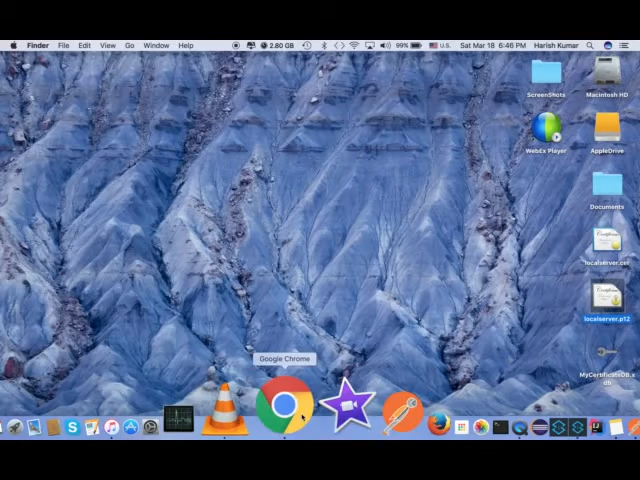 Finder File Edit View Go Window Help 2.80 GB 99% U.S. Sat Mar 18 6:46 PM Harish Kumar
ScreenShots Macintosh HD
WebEx Player AppleDrive
Documents
localserver.cer
localserver.p12
Google Chrome
MyCertificateDB.x
db